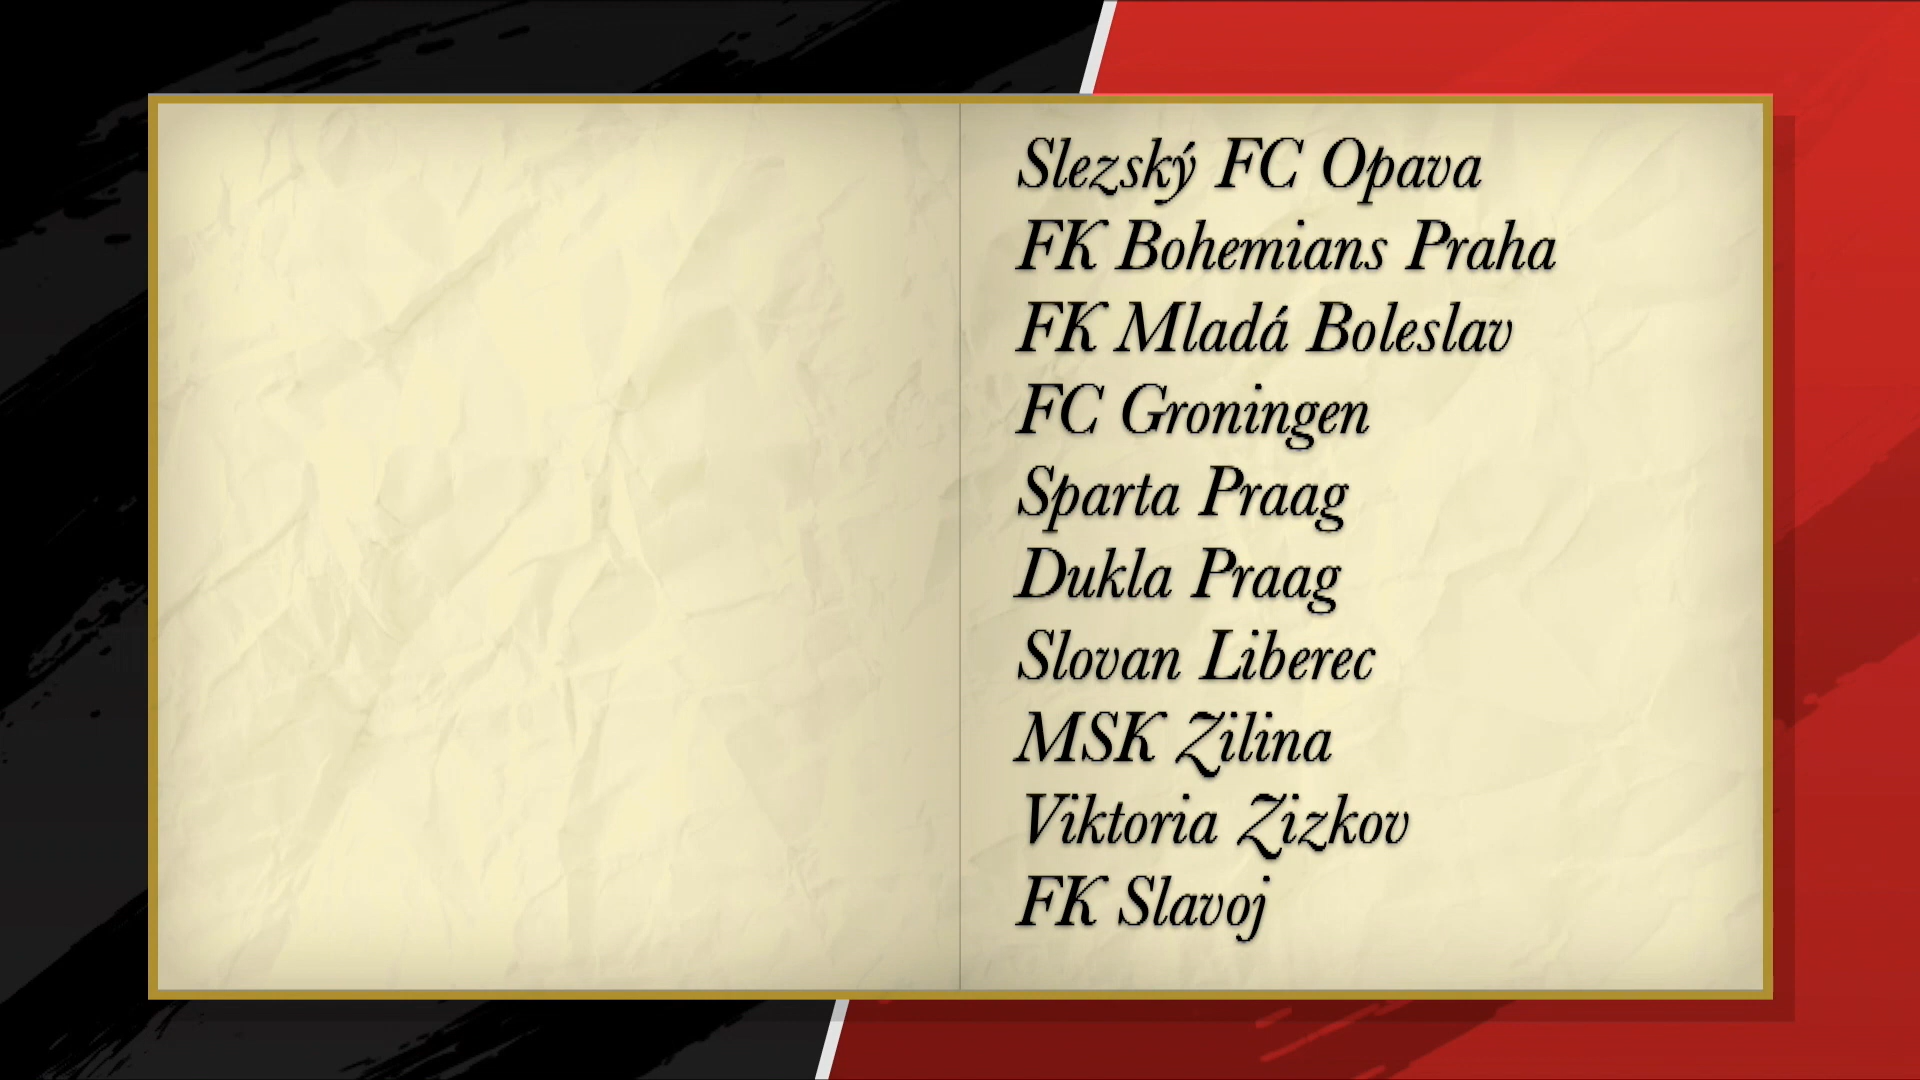 Slezský FC Opava
FK Bohemians Praha
FK Mladá Boleslav
FC Groningen
Sparta Praag
Dukla Praag
Slovan Liberec
MSK Zilina
Viktoria Zizkov
FK Slavoj